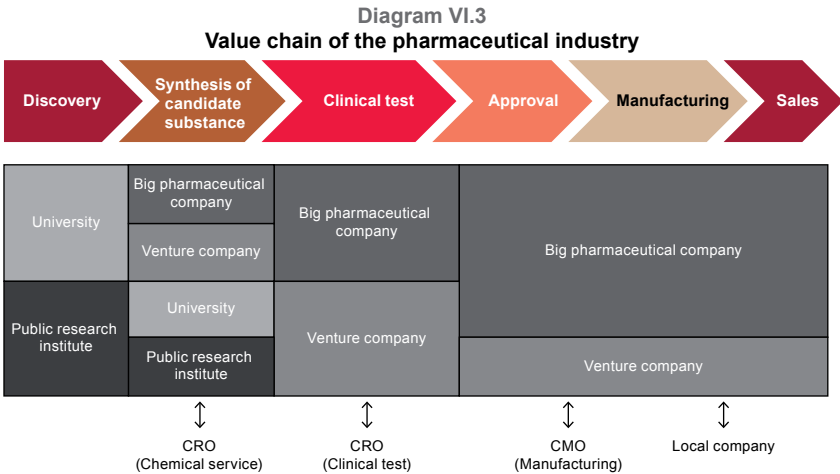 Diagram VI.3
Value chain of the pharmaceutical industry
Discovery
Synthesis of
candidate
substance
Clinical test
Approval
Manufacturing
Sales
University
Public research
institute
Big pharmaceutical
company
Venture company
University
Public research
institute
Big pharmaceutical
company
Venture company
Big pharmaceutical company
Venture company
CRO
(Chemical service)
CRO
(Clinical test)
CMO
(Manufacturing)
Local company